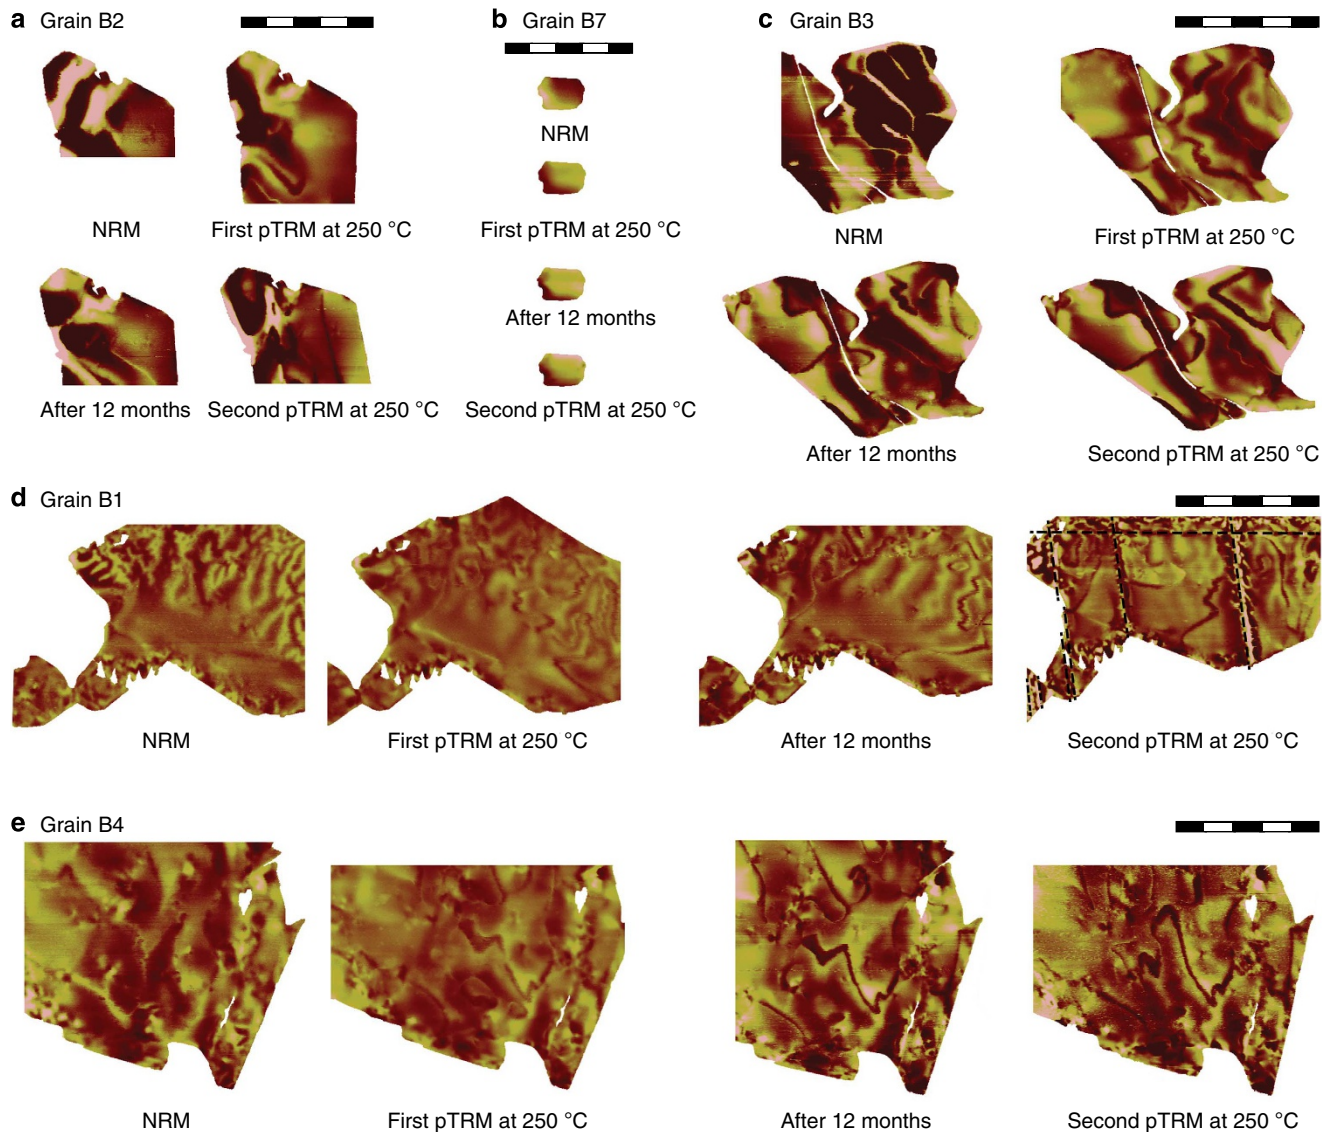 a Grain B2
NRM
First pTRM at 250 °C
After 12 months
Second pTRM at 250 °C
b Grain B7
NRM
First pTRM at 250 °C
After 12 months
Second pTRM at 250 °C
c Grain B3
NRM
First pTRM at 250 °C
After 12 months
Second pTRM at 250 °C
d Grain B1
NRM
First pTRM at 250 °C
After 12 months
Second pTRM at 250 °C
e Grain B4
NRM
First pTRM at 250 °C
After 12 months
Second pTRM at 250 °C